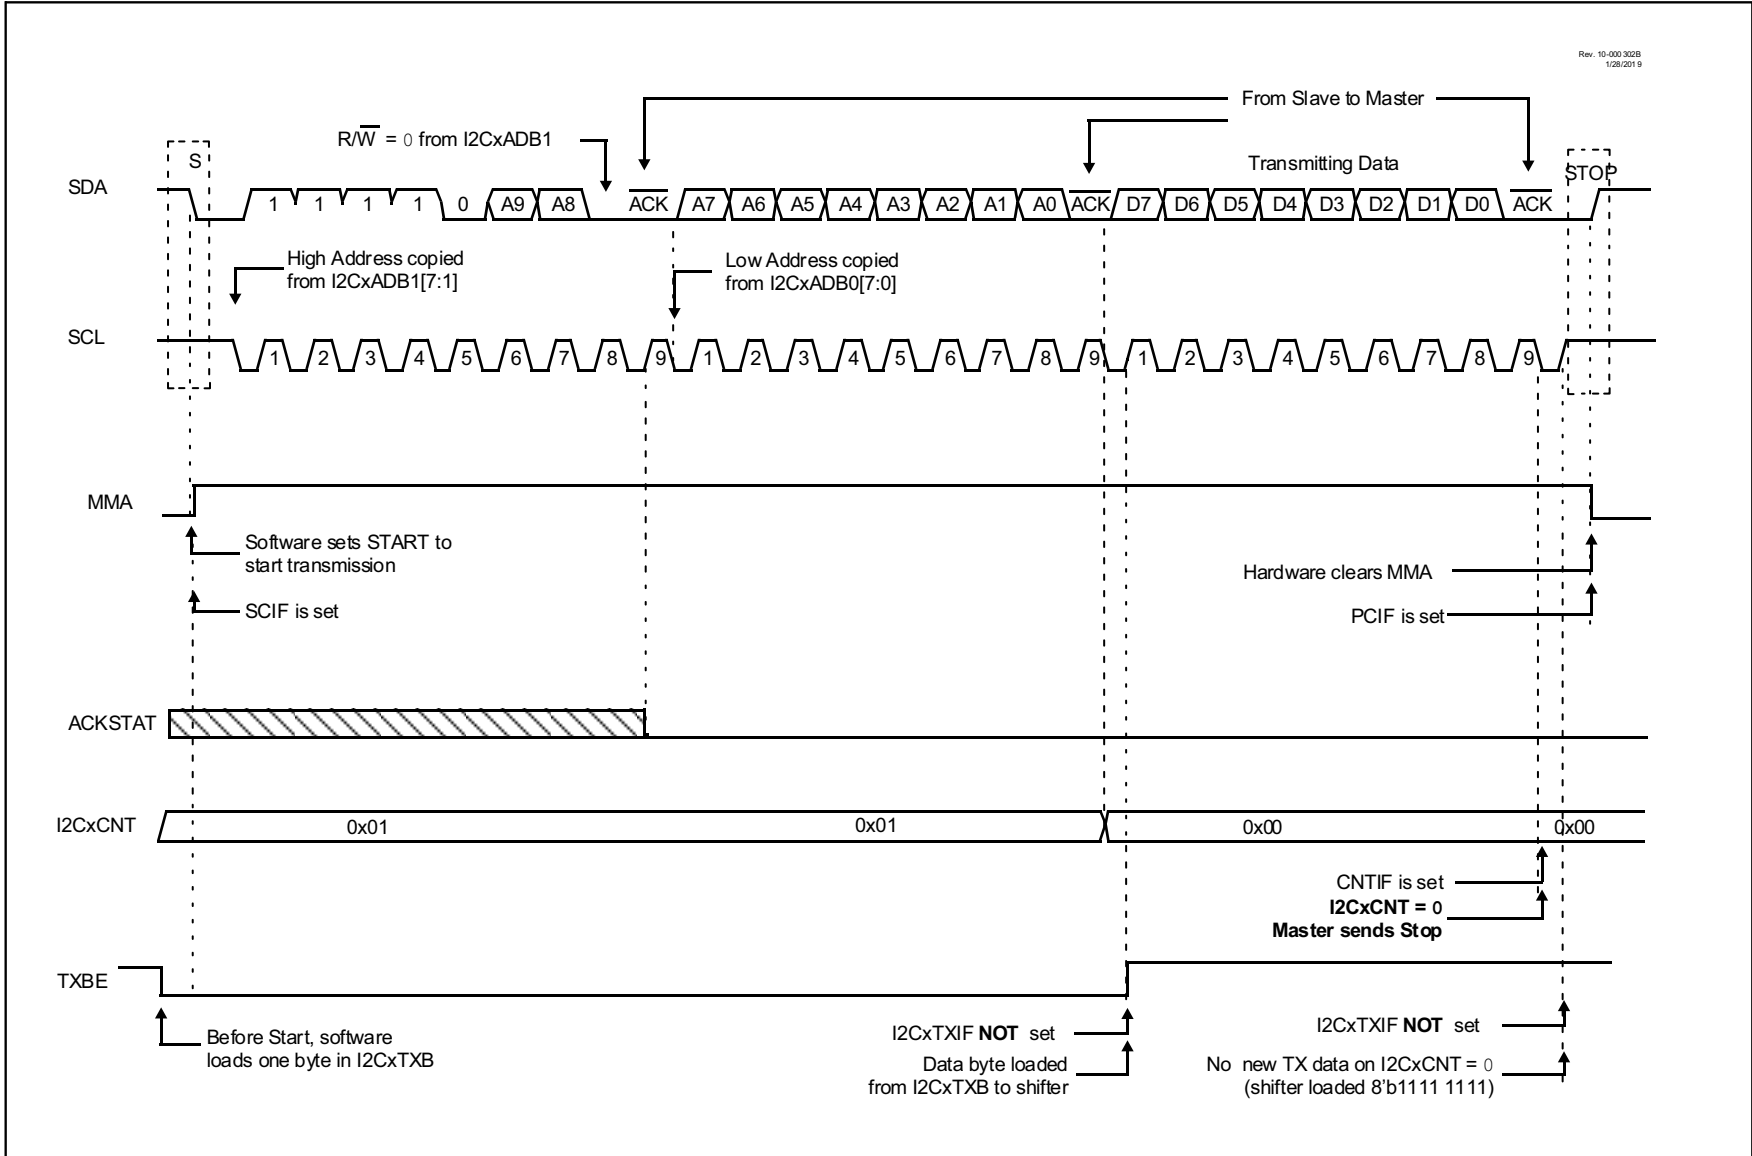 Rev. 10-000 302B
1/28/201 9
From Slave to Master
R/W = 0 from I2CxADB1
S
Transmitting Data
STOP
SDA
1 1 1 1 0 A9 A8 ACK A7 A6 A5 A4 A3 A2 A1 A0 ACK D7 D6 D5 D4 D3 D2 D1 D0 ACK
High Address copied
from I2CxADB1[7:1]
Low Address copied
from I2CxADB0[7:0]
SCL
1 2 3 4 5 6 7 8 9 1 2 3 4 5 6 7 8 9 1 2 3 4 5 6 7 8 9
MMA
Software sets START to
start transmission
SCIF is set
Hardware clears MMA
PCIF is set
ACKSTAT
I2CxCNT
0x01 0x01 0x00 0x00
CNTIF is set
I2CxCNT = 0
Master sends Stop
TXBE
Before Start, software
loads one byte in I2CxTXB
I2CxTXIF NOT set
Data byte loaded
from I2CxTXB to shifter
I2CxTXIF NOT set
No new TX data on I2CxCNT = 0
(shifter loaded 8'b1111 1111)